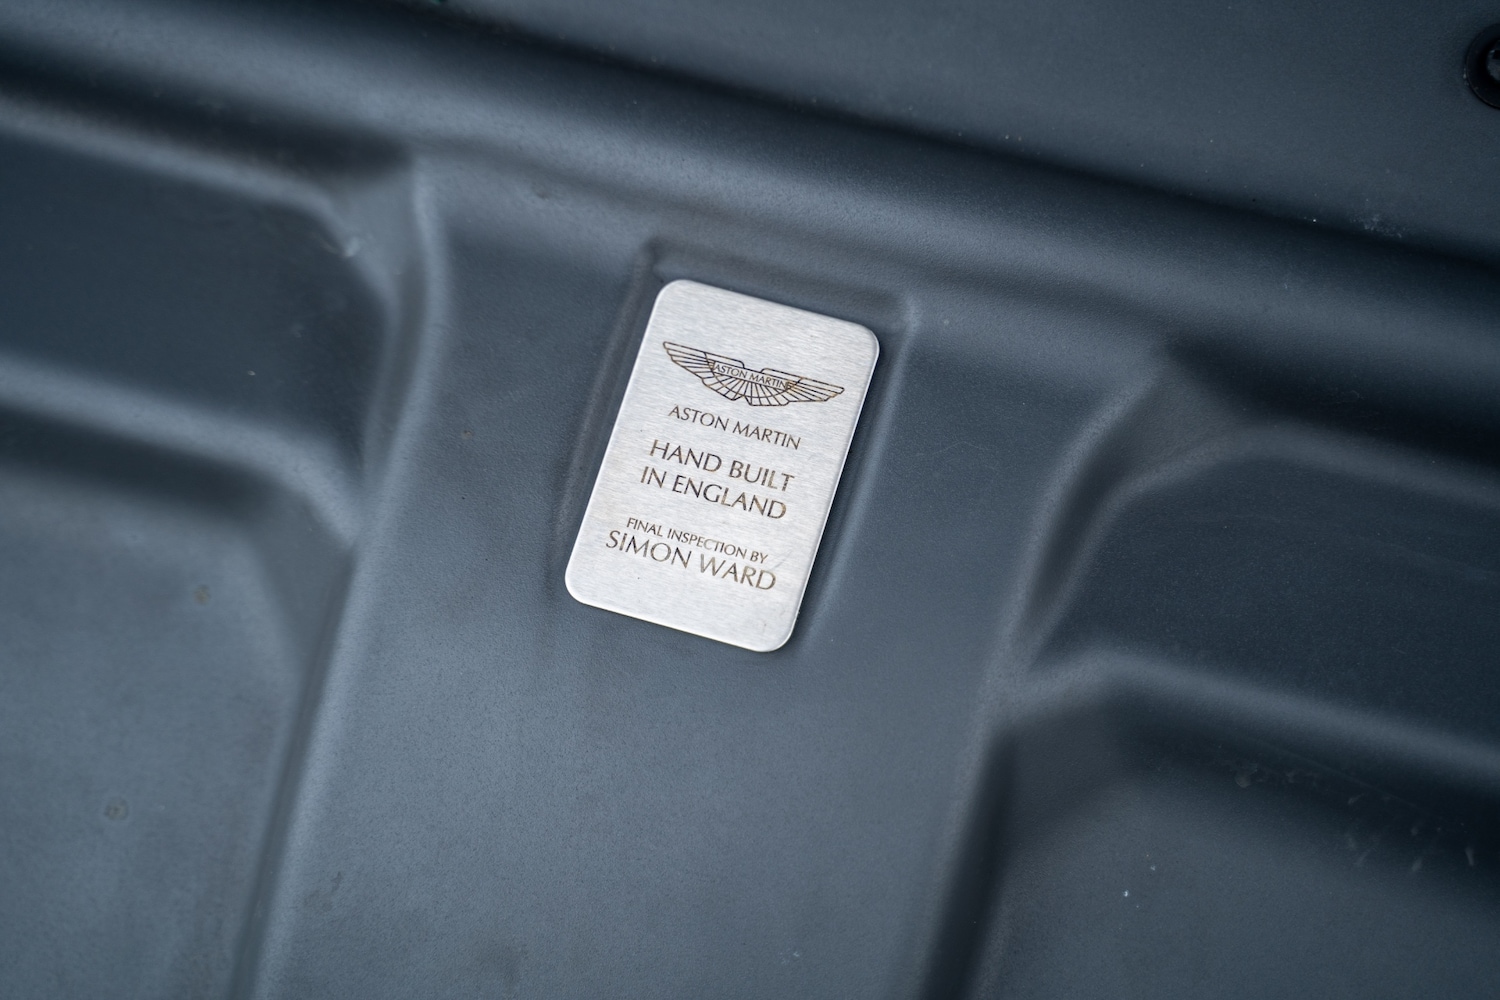 ASTON MARTIN
ASTON MARTIN
HAND BUILT
IN ENGLAND
FINAL INSPECTION BY
SIMON WARD